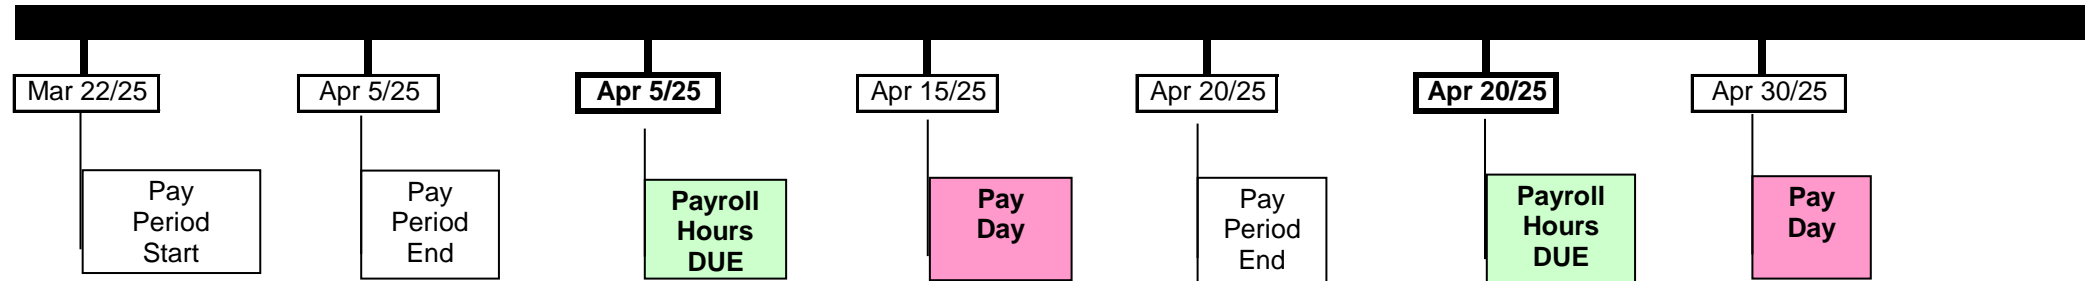 Mar 22/25
Apr 5/25
Apr 5/25
Apr 15/25
Apr 20/25
Apr 20/25
Apr 30/25
Pay
Period
Start
Pay
Period
End
Payroll
Hours
DUE
Pay
Day
Pay
Period
End
Payroll
Hours
DUE
Pay
Day